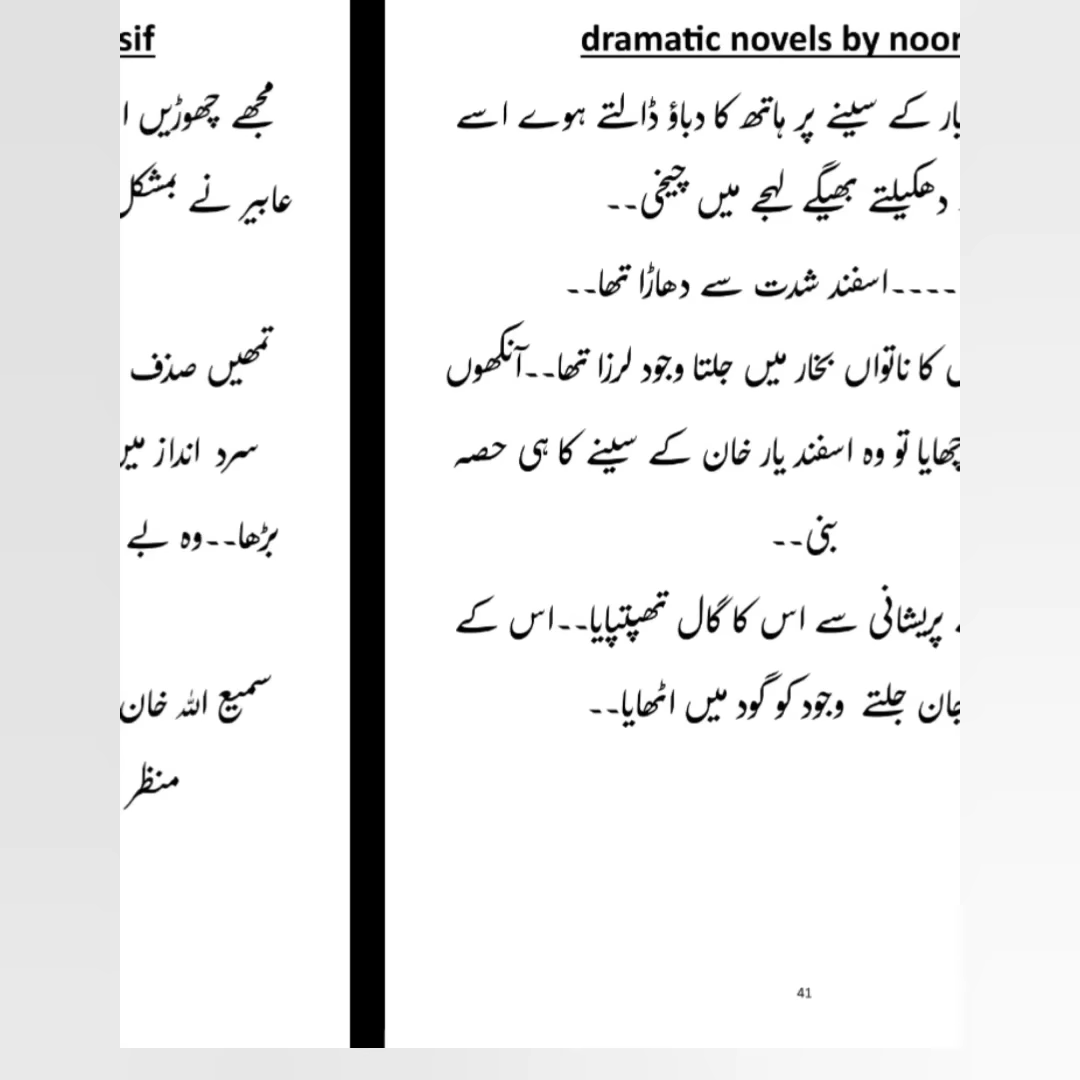 sif
مجھے چھوڑیں ا
عابیر نے بمشکل
تمھیں صذف
سرد انداز میں
بڑھا--وہ بے
سمیع اللہ خان
منظر
dramatic novels by noor
یار کے سینے پر ہاتھ کا دباؤ ڈالتے ہوے اسے
دھکیلتے بھیگے لہجے میں چیخی--
----اسفند شدت سے دھاڑا تھا--
کا ناتواں بخار میں جلتا وجود لرزا تھا--آنکھوں
چھایا تو وہ اسفند یار خان کے سینے کا ہی حصہ
بنی--
پریشانی سے اس کا گال تھپتپایا--اس کے
جان جلتے وجود کو گود میں اٹھایا--
41